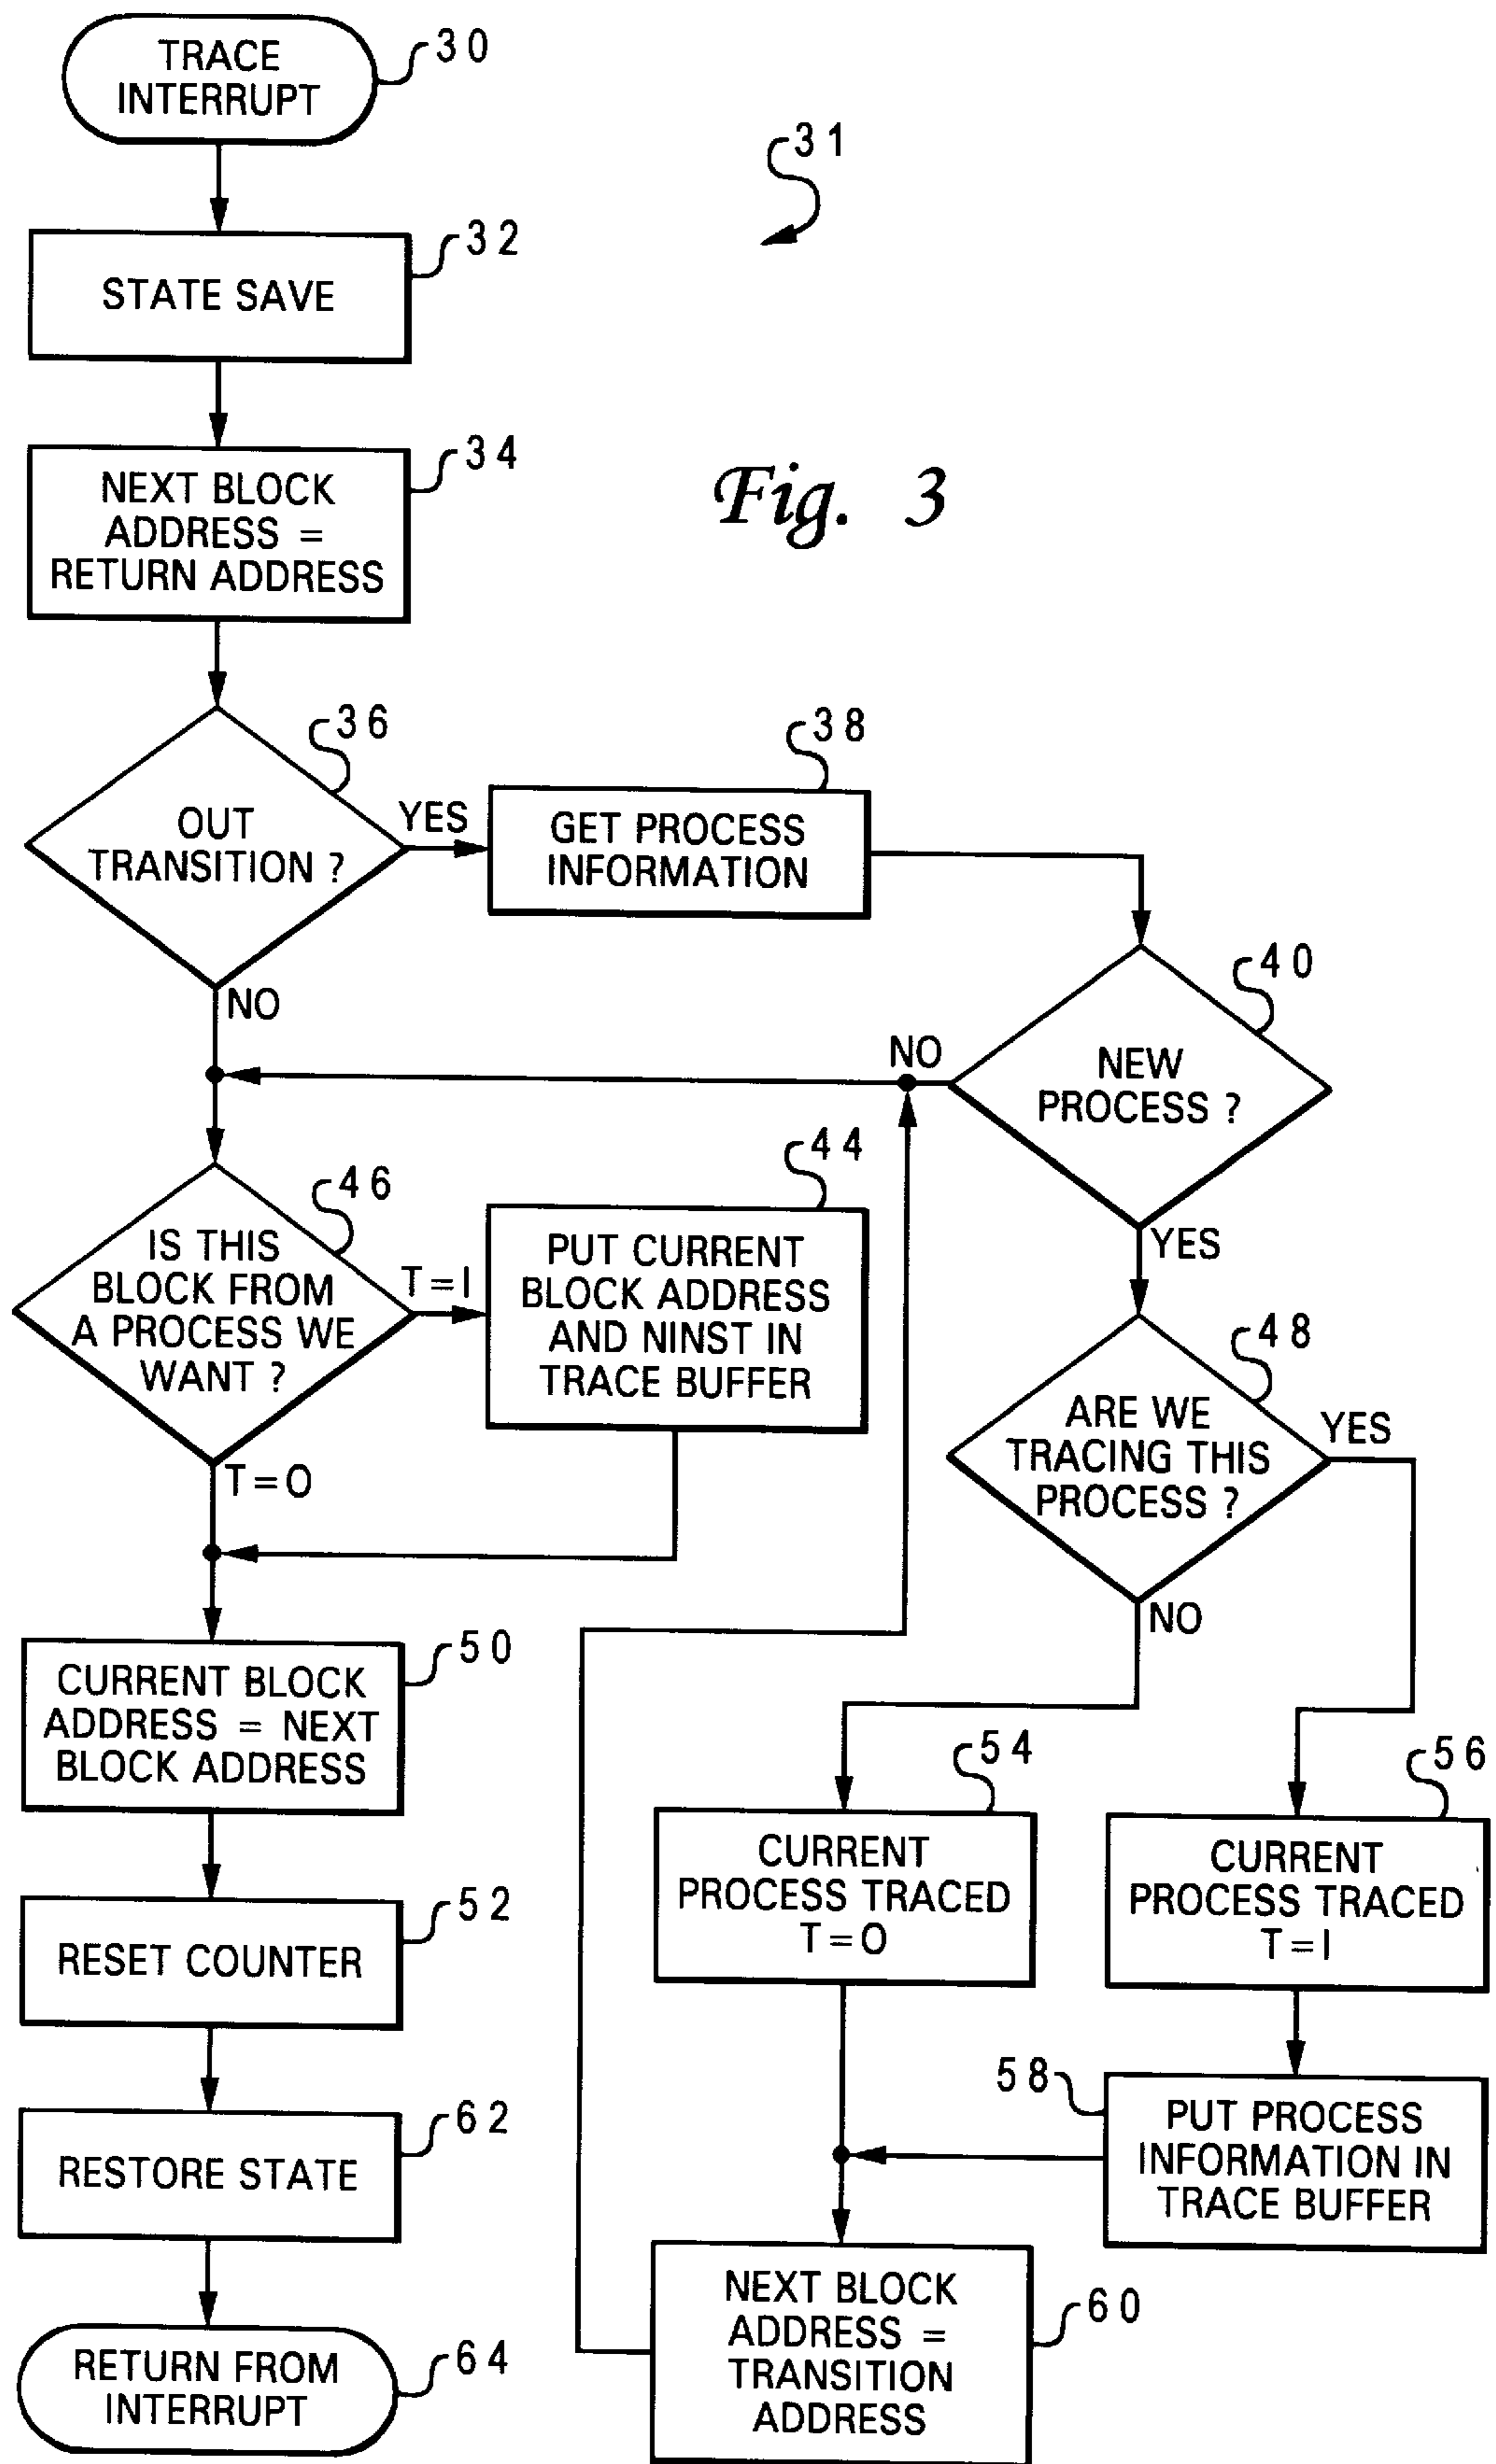 TRACE
INTERRUPT
30
31
STATE SAVE
32
NEXT BLOCK
ADDRESS =
RETURN ADDRESS
34
Fig. 3
OUT
TRANSITION ?
36
YES
NO
GET PROCESS
INFORMATION
38
NEW
PROCESS ?
40
NO
YES
IS THIS
BLOCK FROM
A PROCESS WE
WANT ?
46
T=1
T=0
PUT CURRENT
BLOCK ADDRESS
AND NINST IN
TRACE BUFFER
44
ARE WE
TRACING THIS
PROCESS ?
48
YES
NO
CURRENT BLOCK
ADDRESS = NEXT
BLOCK ADDRESS
50
RESET COUNTER
52
CURRENT
PROCESS TRACED
T=0
54
CURRENT
PROCESS TRACED
T=1
56
PUT PROCESS
INFORMATION IN
TRACE BUFFER
58
RESTORE STATE
62
NEXT BLOCK
ADDRESS =
TRANSITION
ADDRESS
60
RETURN FROM
INTERRUPT
64